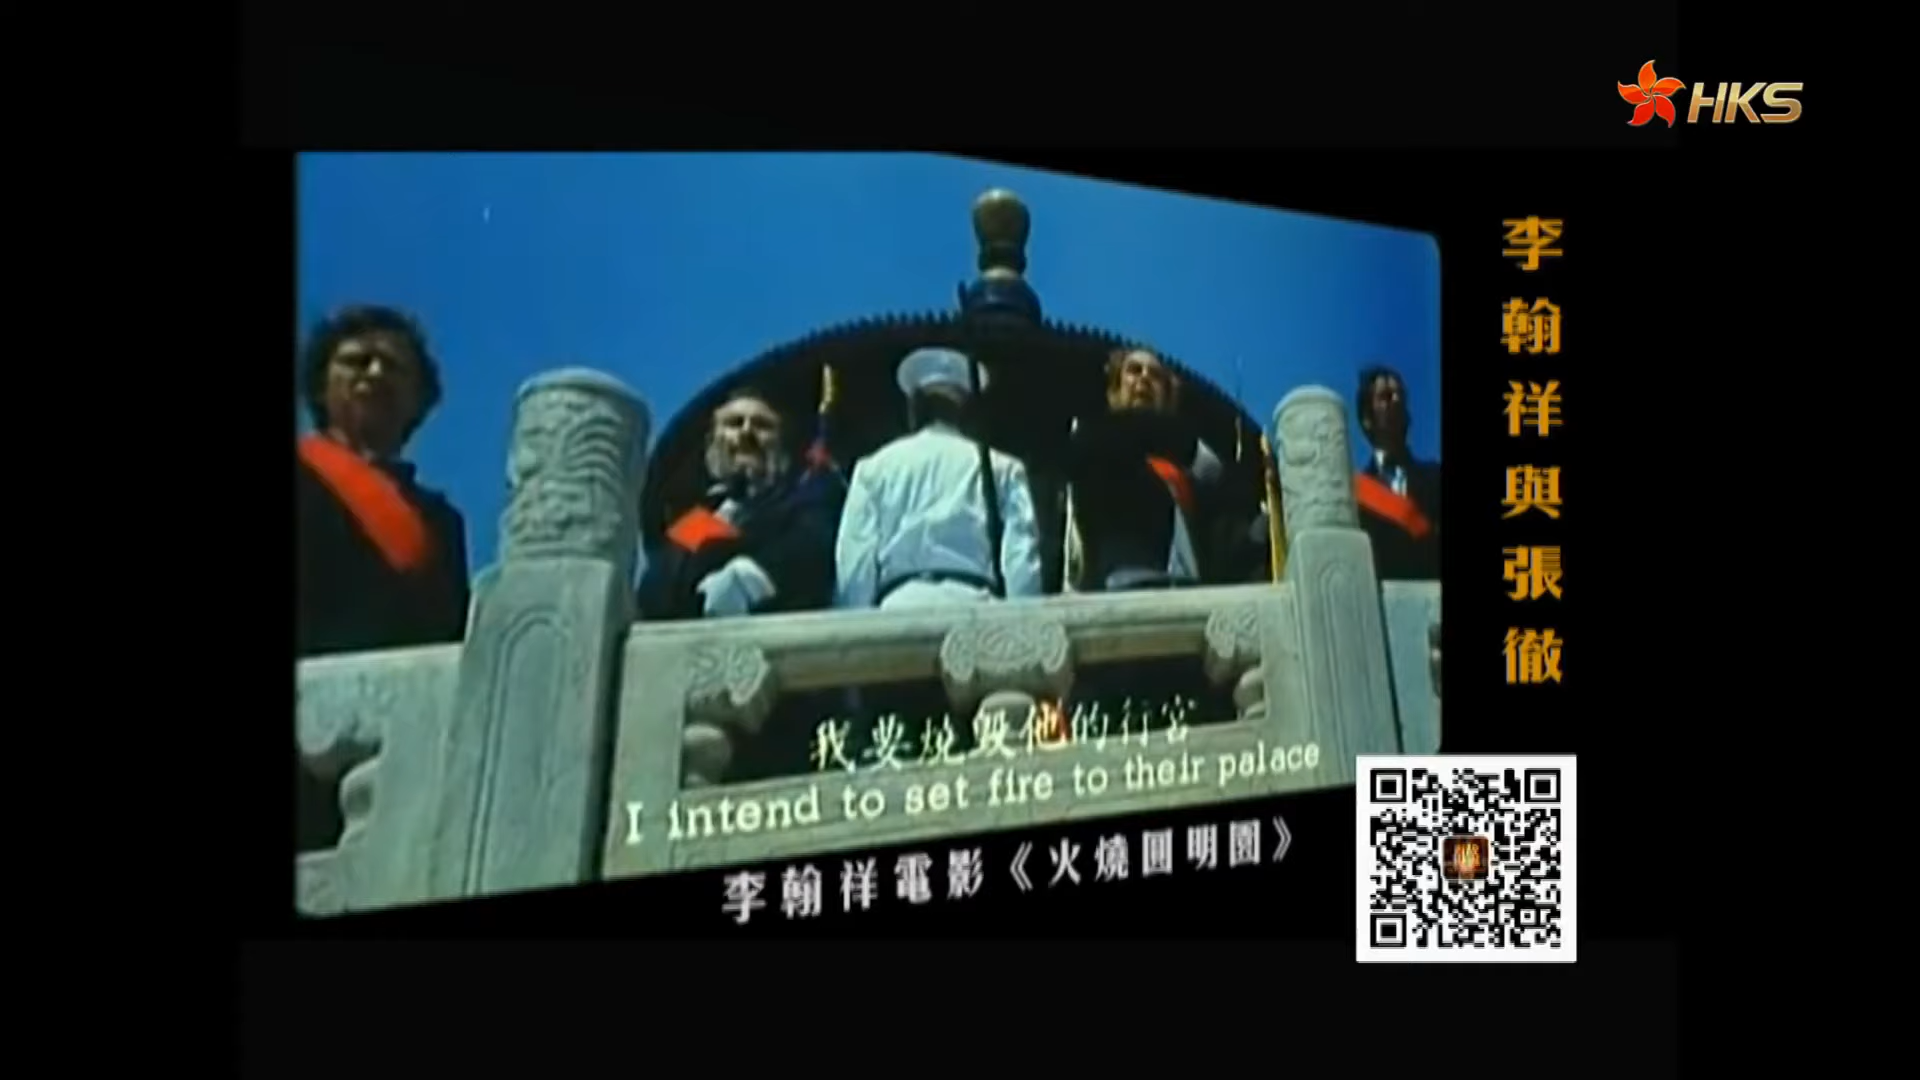 HKS
李翰祥與張徹
我要燒毀他的行宮
I intend to set fire to their palace
李翰祥電影《火燒圓明園》